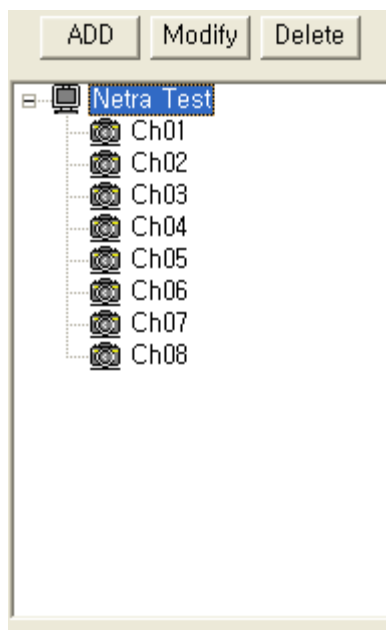 ADD Modify Delete
Netra Test
Ch01
Ch02
Ch03
Ch04
Ch05
Ch06
Ch07
Ch08